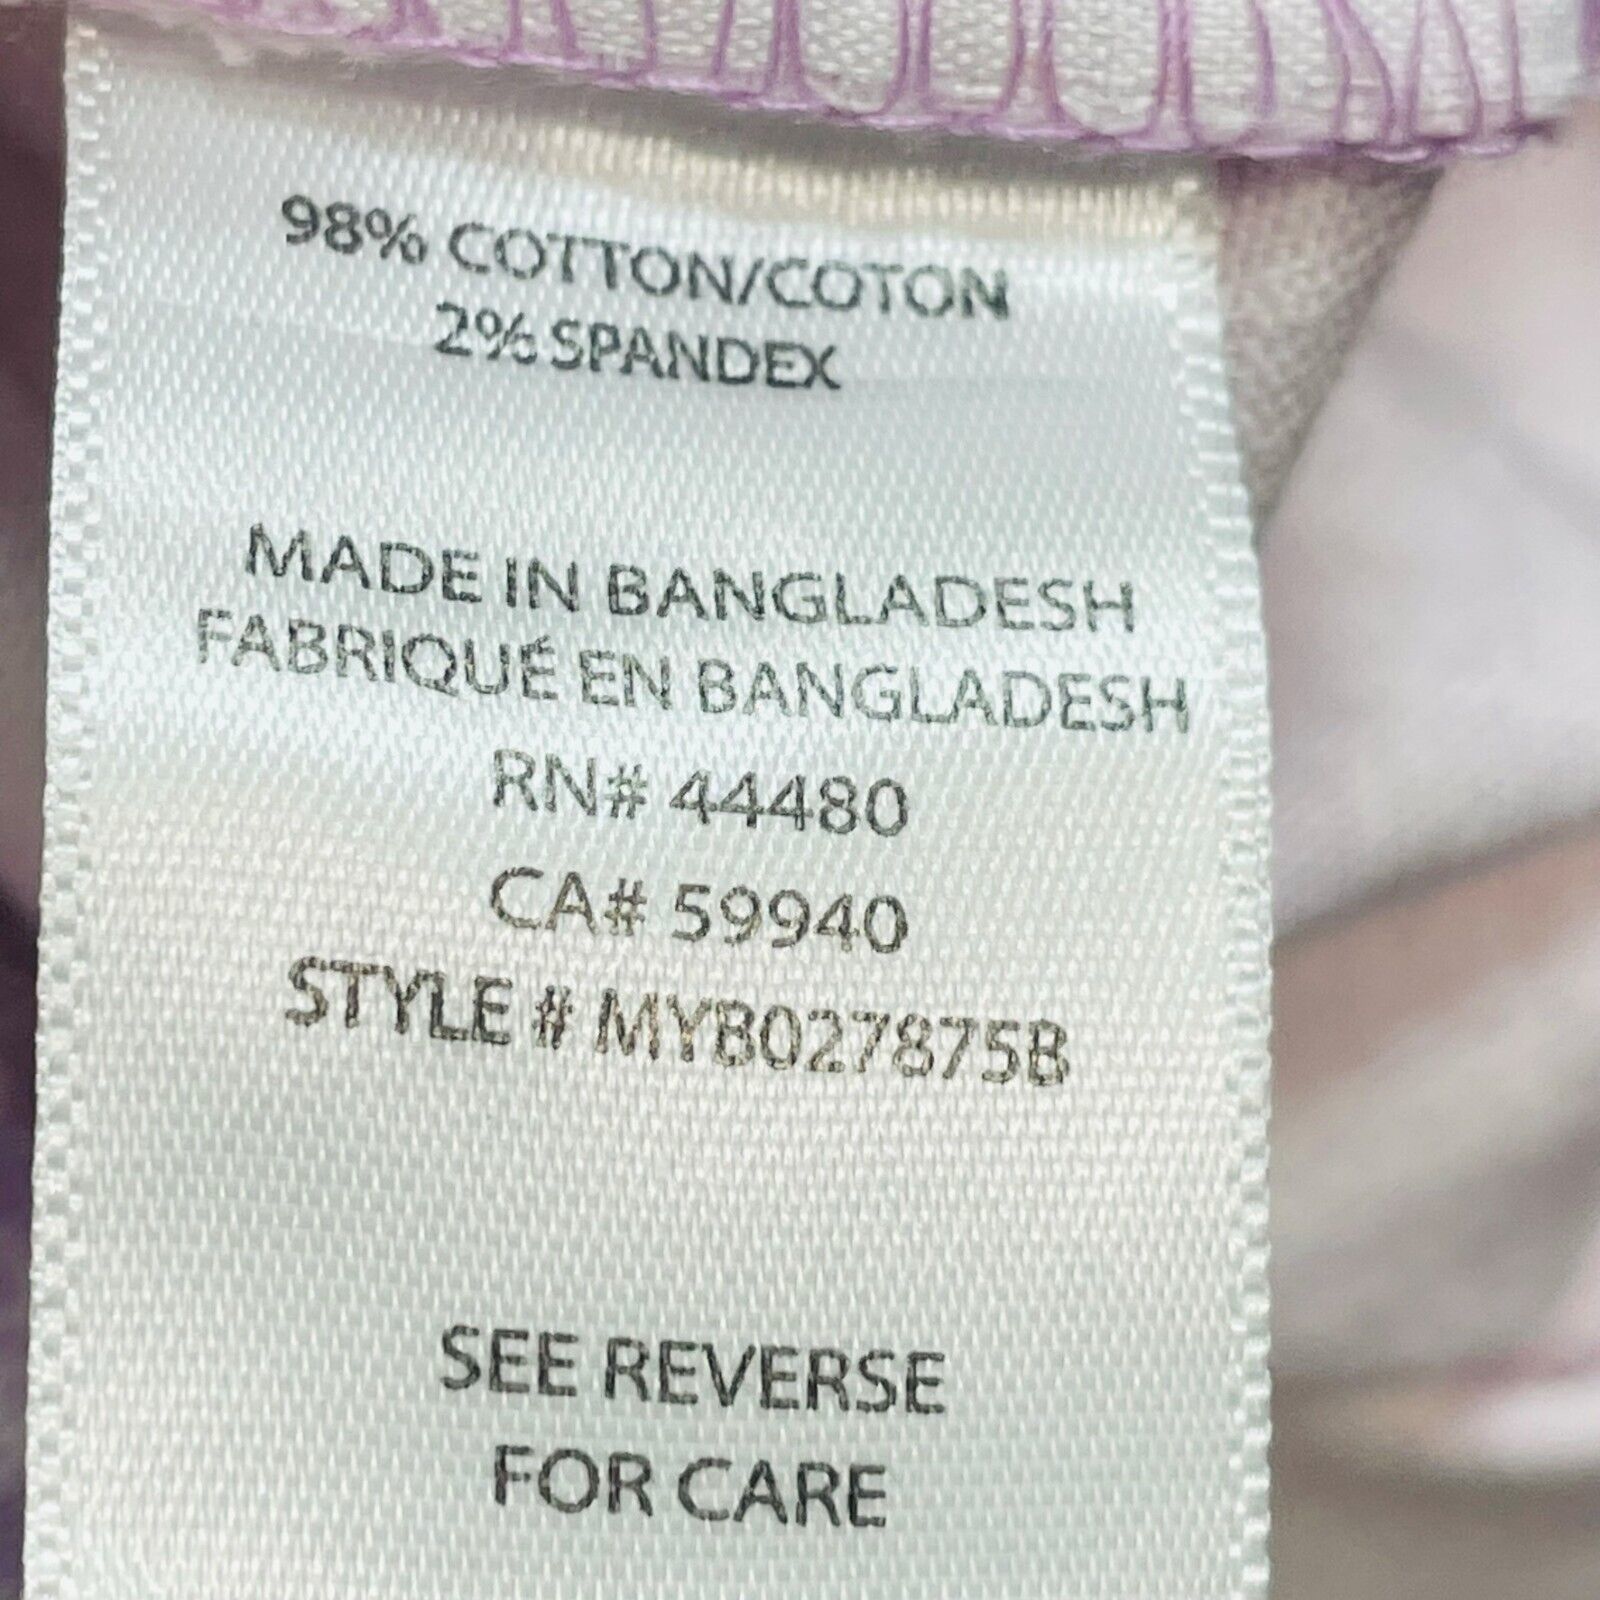 98% COTTON/COTON
2% SPANDEX
MADE IN BANGLADESH
FABRIQUÉ EN BANGLADESH
RN# 44480
CA# 59940
STYLE # MYB027875B
SEE REVERSE
FOR CARE